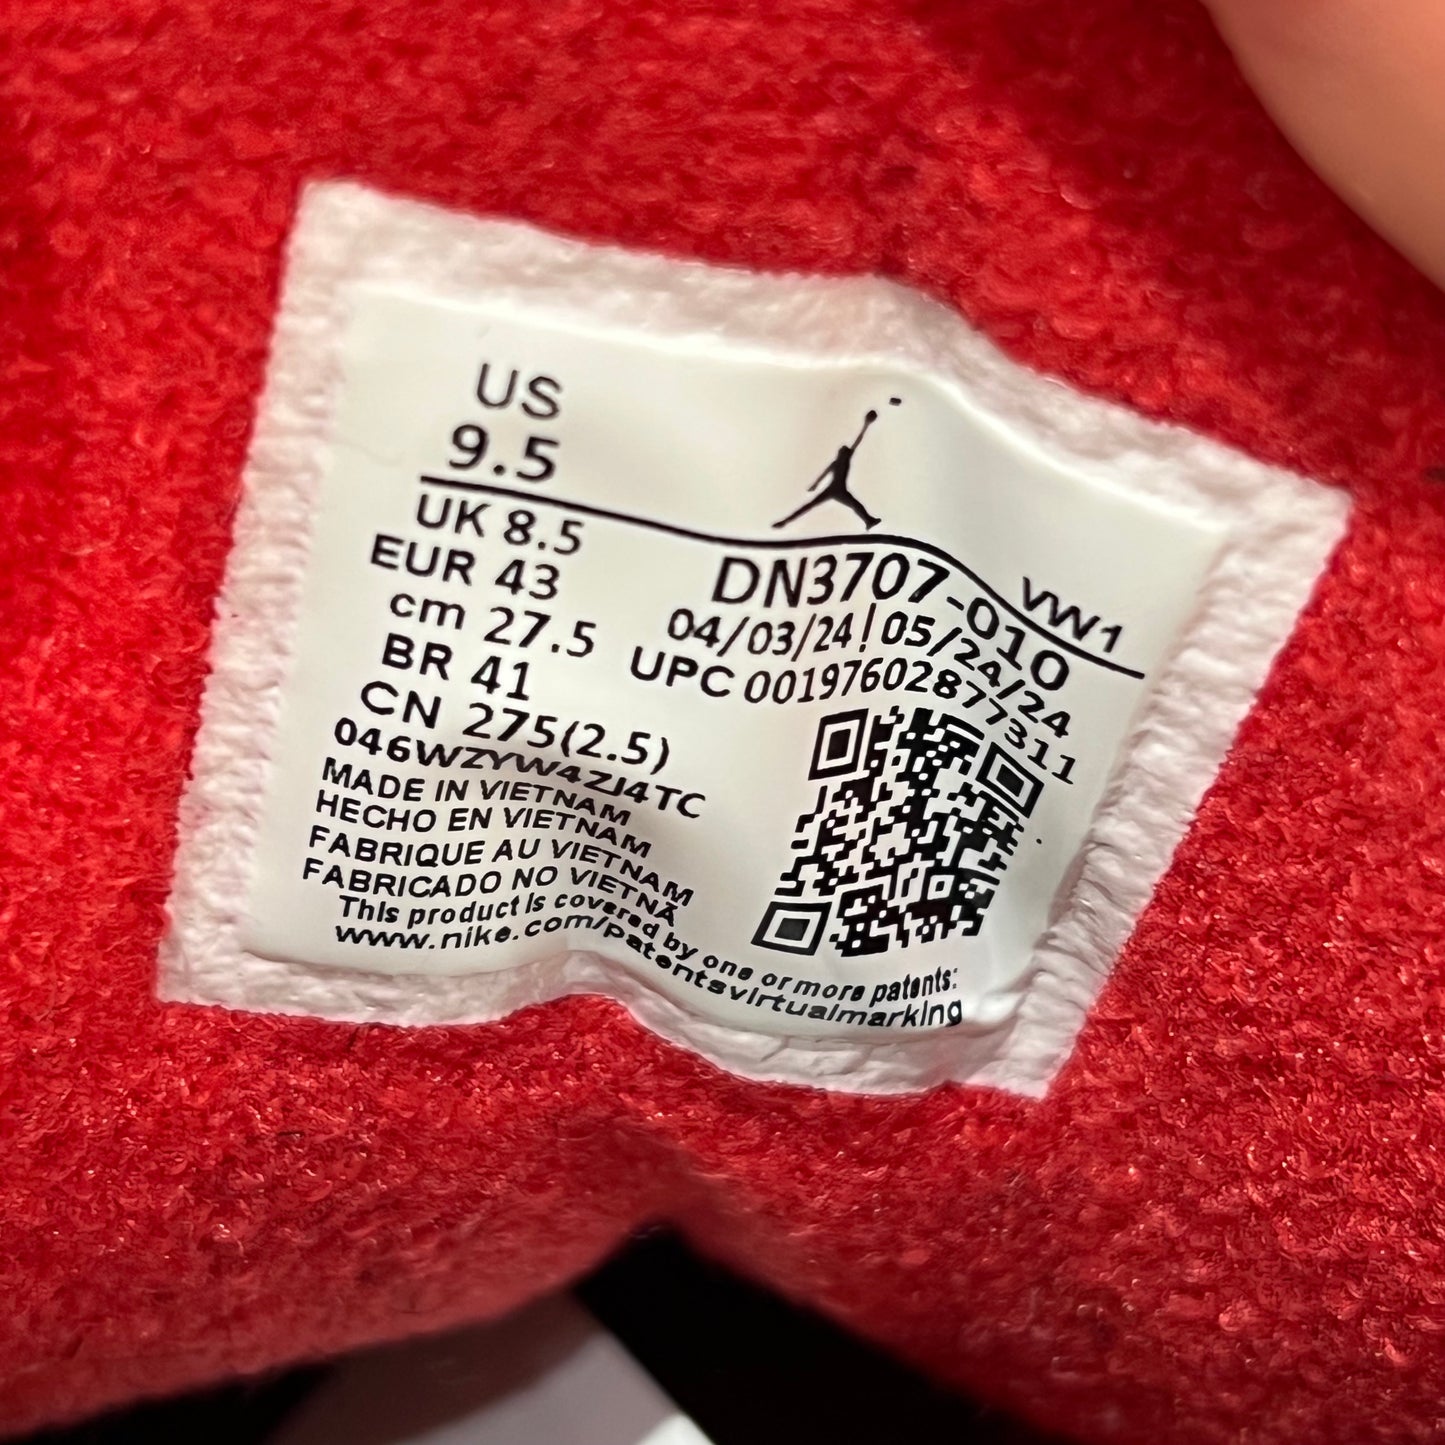 US
9.5
UK 8.5
EUR 43
cm 27.5
BR 41
CN 275(2.5)
046WZYW4ZJ4TC
MADE IN VIETNAM
HECHO EN VIETNAM
FABRIQUE AU VIETNAM
FABRICADO NO VIETNÃ
This product is covered by one or more patents:
www.nike.com/patentsvirtualmarking
VW1
DN3707-010
04/03/24!05/24/24
UPC 00197602877311